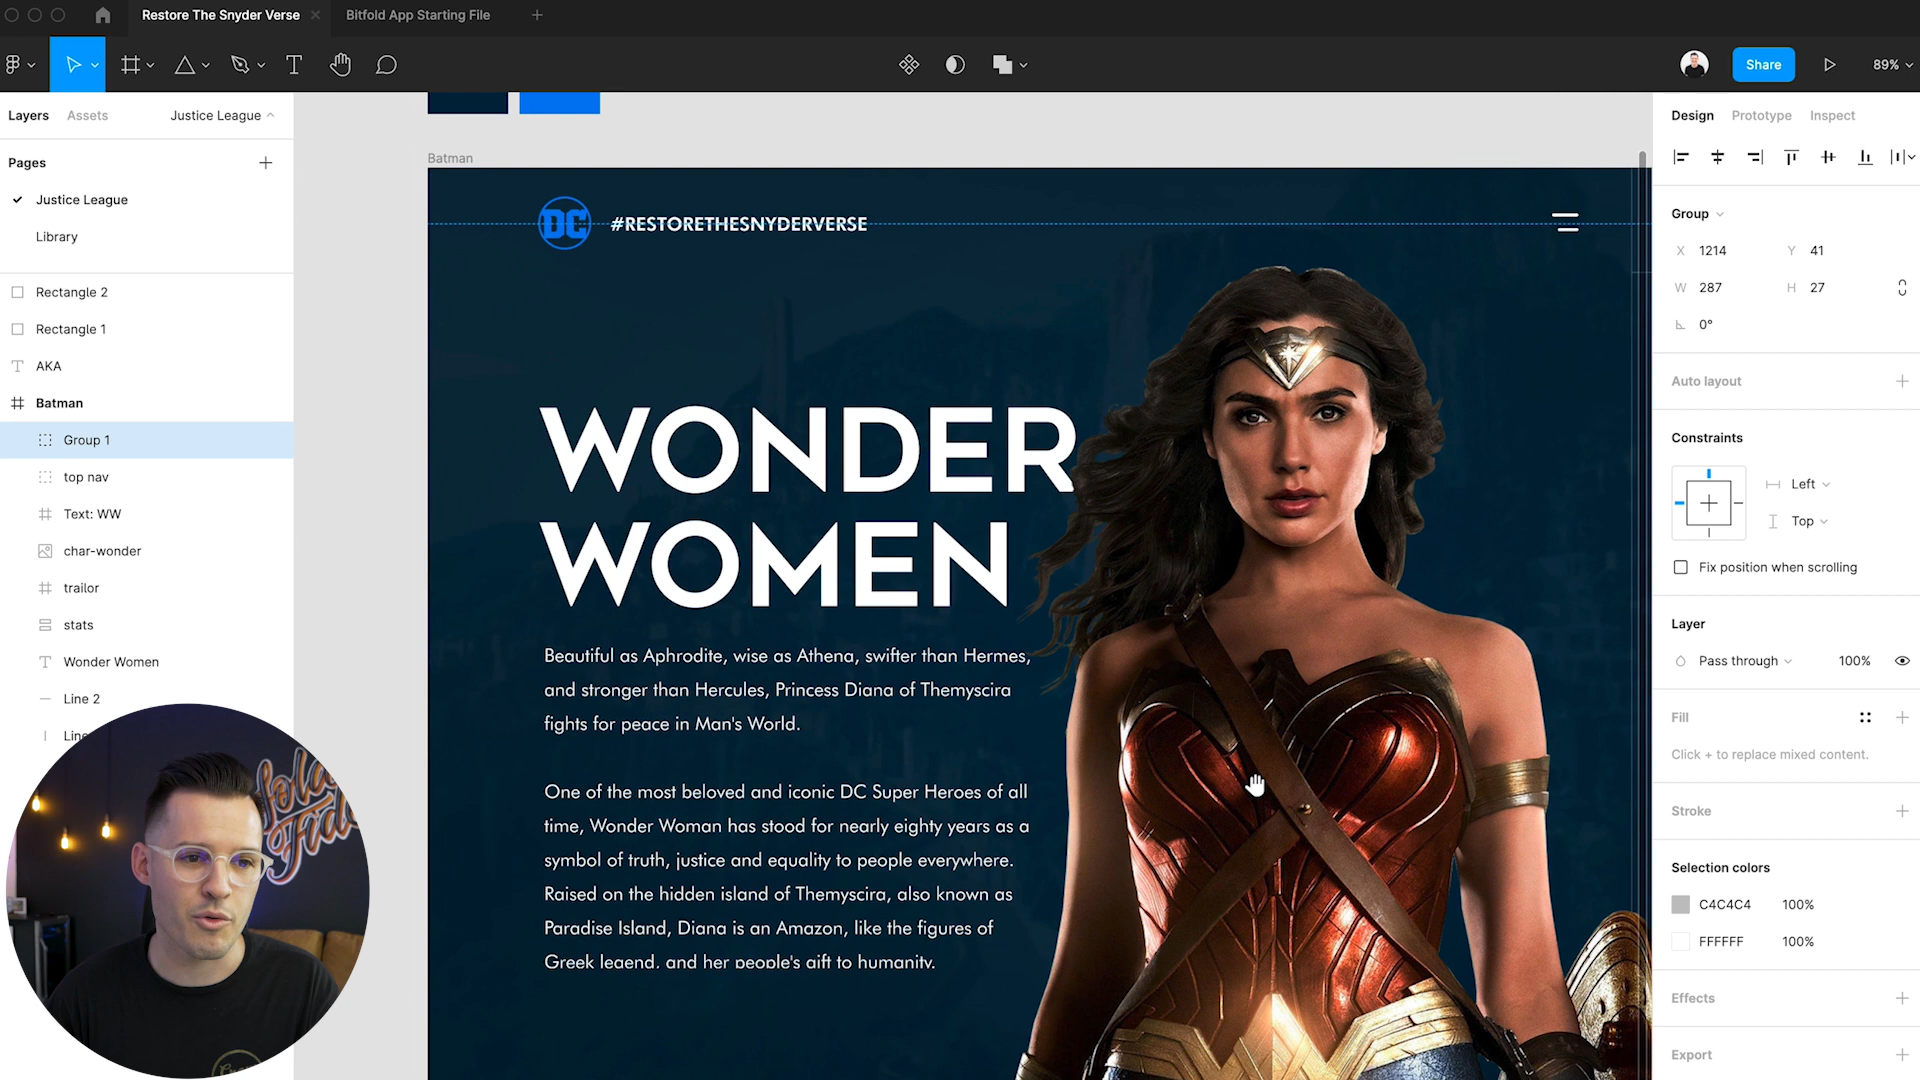 Restore The Snyder Verse
Bitfold App Starting File
Share
89%
Layers
Assets
Justice League
Pages
Justice League
Library
Rectangle 2
Rectangle 1
AKA
Batman
Group 1
top nav
Text: WW
char-wonder
trailor
stats
Wonder Women
Line 2
Batman
DC
#RESTORETHESNYDERVERSE
WONDER
WOMEN
Beautiful as Aphrodite, wise as Athena, swifter than Hermes,
and stronger than Hercules, Princess Diana of Themyscira
fights for peace in Man's World.
One of the most beloved and iconic DC Super Heroes of all
time, Wonder Woman has stood for nearly eighty years as a
symbol of truth, justice and equality to people everywhere.
Raised on the hidden island of Themyscira, also known as
Paradise Island, Diana is an Amazon, like the figures of
Greek legend, and her people's gift to humanity.
Design
Prototype
Inspect
Group
X 1214 Y 41
W 287 H 27
0°
Auto layout
Constraints
Left
Top
Fix position when scrolling
Layer
Pass through 100%
Fill
Click + to replace mixed content.
Stroke
Selection colors
C4C4C4 100%
FFFFFF 100%
Effects
Export